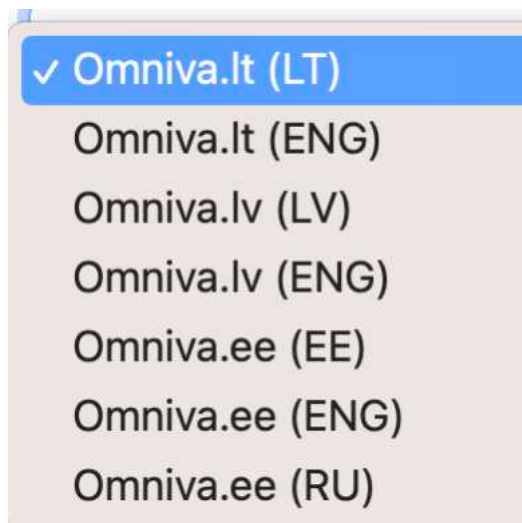 ✓ Omniva.lt (LT)
Omniva.lt (ENG)
Omniva.lv (LV)
Omniva.lv (ENG)
Omniva.ee (EE)
Omniva.ee (ENG)
Omniva.ee (RU)